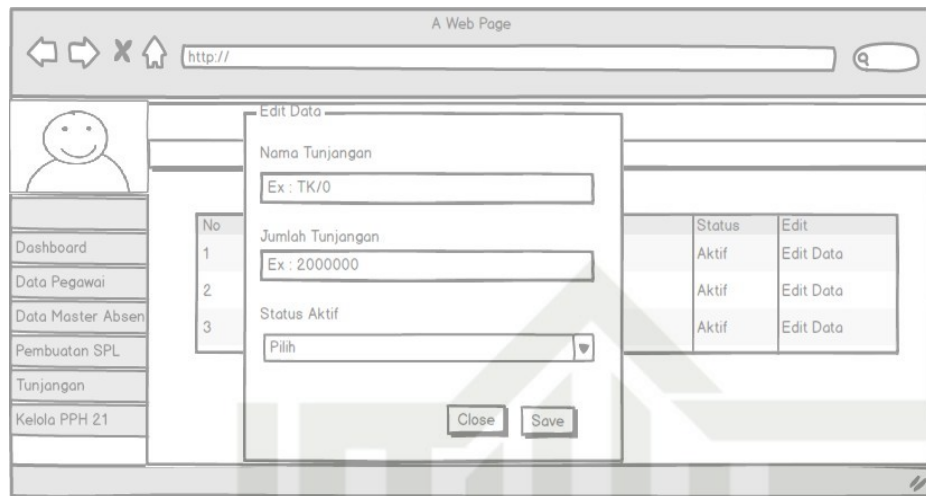 A Web Page
http://
Edit Data
Nama Tunjangan
Ex : TK/0
Jumlah Tunjangan
Ex : 2000000
Status Aktif
Pilih
Close Save
Dashboard
Data Pegawai
Data Master Absen
Pembuatan SPL
Tunjangan
Kelola PPH 21
No Status Edit
1 Aktif Edit Data
2 Aktif Edit Data
3 Aktif Edit Data